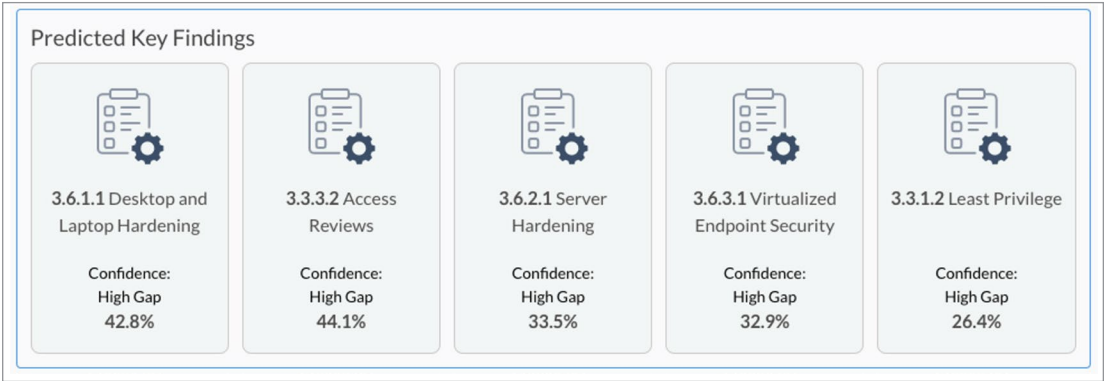 Predicted Key Findings
3.6.1.1 Desktop and
Laptop Hardening
Confidence:
High Gap
42.8%
3.3.3.2 Access
Reviews
Confidence:
High Gap
44.1%
3.6.2.1 Server
Hardening
Confidence:
High Gap
33.5%
3.6.3.1 Virtualized
Endpoint Security
Confidence:
High Gap
32.9%
3.3.1.2 Least Privilege
Confidence:
High Gap
26.4%